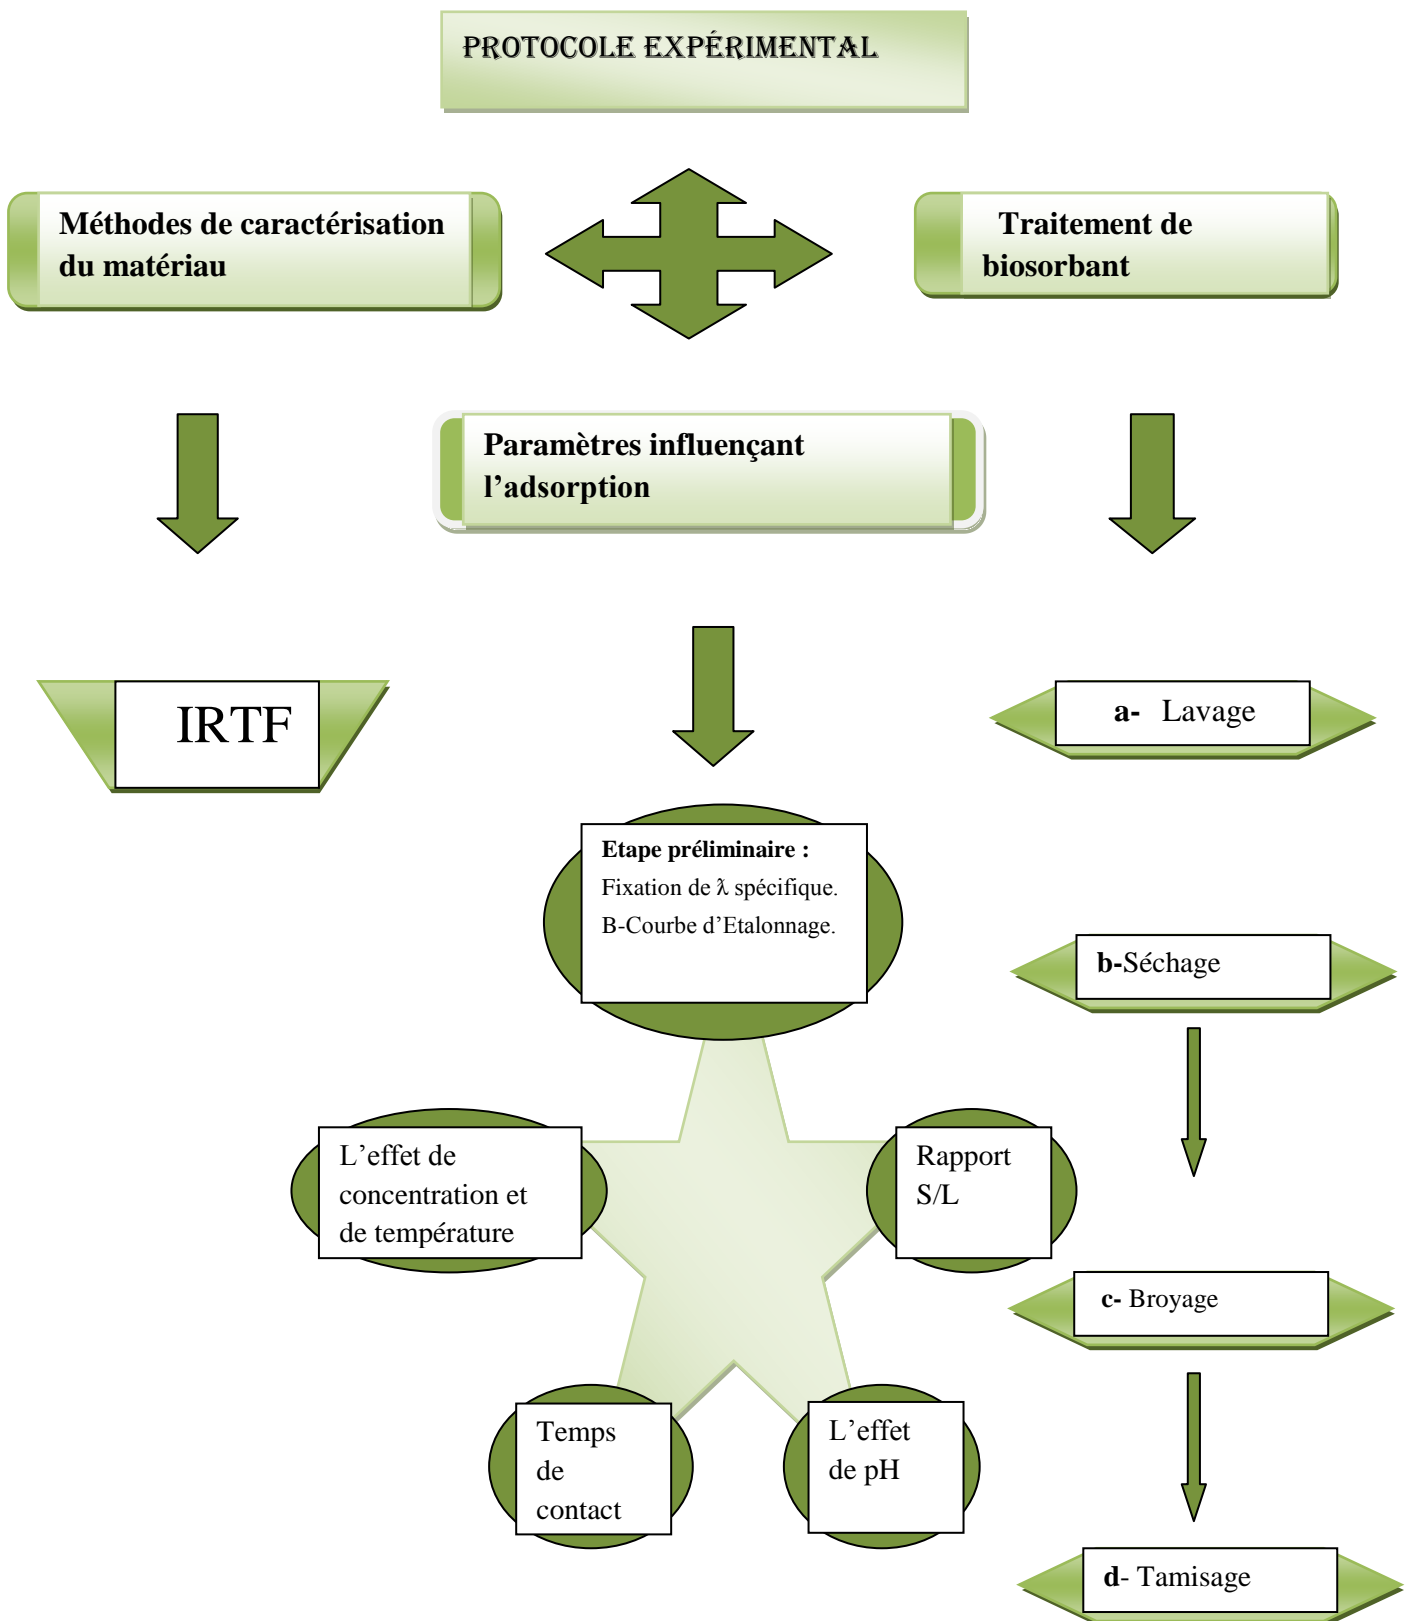 PROTOCOLE EXPÉRIMENTAL
Méthodes de caractérisation
du matériau
Traitement de
biosorbant
Paramètres influençant
l’adsorption
IRTF
a- Lavage
Etape préliminaire :
Fixation de λ spécifique.
B-Courbe d’Etalonnage.
b-Séchage
L’effet de
concentration et
de température
Rapport
S/L
c- Broyage
Temps
de
contact
L’effet
de pH
d- Tamisage